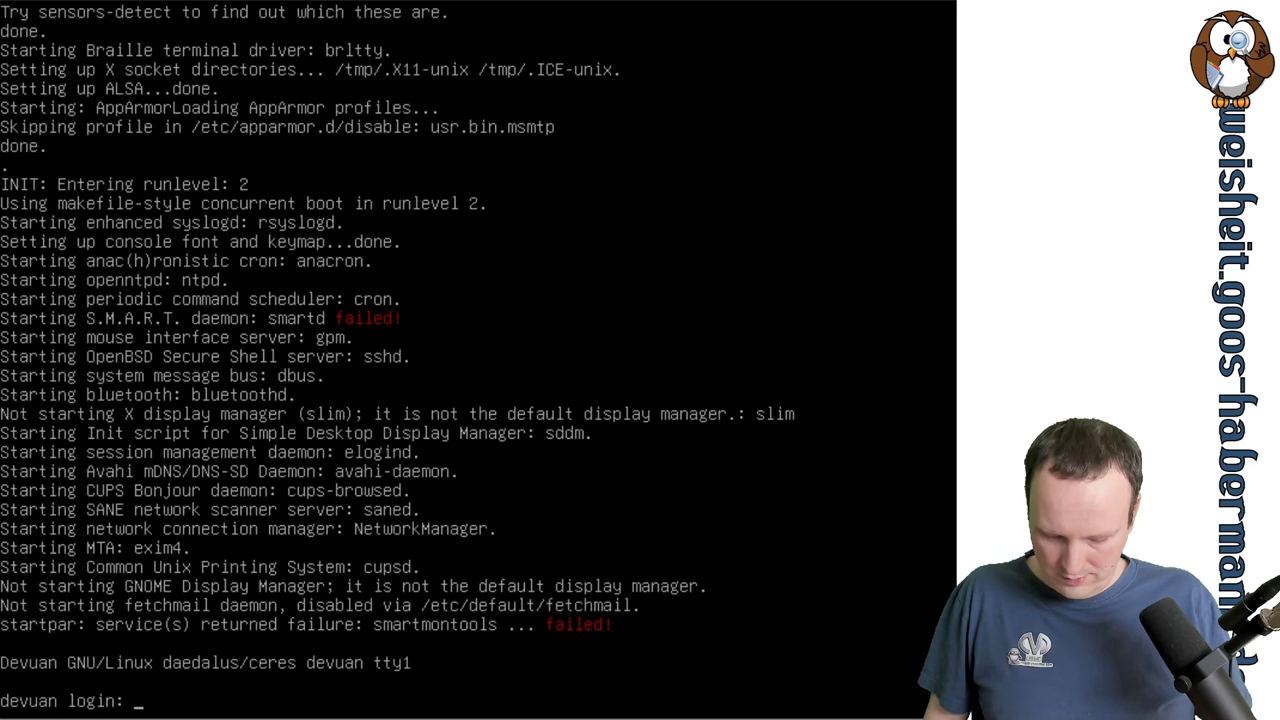 Try sensors-detect to find out which these are.
done.
Starting Braille terminal driver: brltty.
Setting up X socket directories... /tmp/.X11-unix /tmp/.ICE-unix.
Setting up ALSA...done.
Starting: AppArmorLoading AppArmor profiles...
Skipping profile in /etc/apparmor.d/disable: usr.bin.msmtp
done.
.
INIT: Entering runlevel: 2
Using makefile-style concurrent boot in runlevel 2.
Starting enhanced syslogd: rsyslogd.
Setting up console font and keymap...done.
Starting anac(h)ronistic cron: anacron.
Starting openntpd: ntpd.
Starting periodic command scheduler: cron.
Starting S.M.A.R.T. daemon: smartd failed!
Starting mouse interface server: gpm.
Starting OpenBSD Secure Shell server: sshd.
Starting system message bus: dbus.
Starting bluetooth: bluetoothd.
Not starting X display manager (slim); it is not the default display manager.: slim
Starting Init script for Simple Desktop Display Manager: sddm.
Starting session management daemon: elogind.
Starting Avahi mDNS/DNS-SD Daemon: avahi-daemon.
Starting CUPS Bonjour daemon: cups-browsed.
Starting SANE network scanner server: saned.
Starting network connection manager: NetworkManager.
Starting MTA: exim4.
Starting Common Unix Printing System: cupsd.
Not starting GNOME Display Manager; it is not the default display manager.
Not starting fetchmail daemon, disabled via /etc/default/fetchmail.
startpar: service(s) returned failure: smartmontools ... failed!
Devuan GNU/Linux daedalus/ceres devuan tty1
devuan login: _